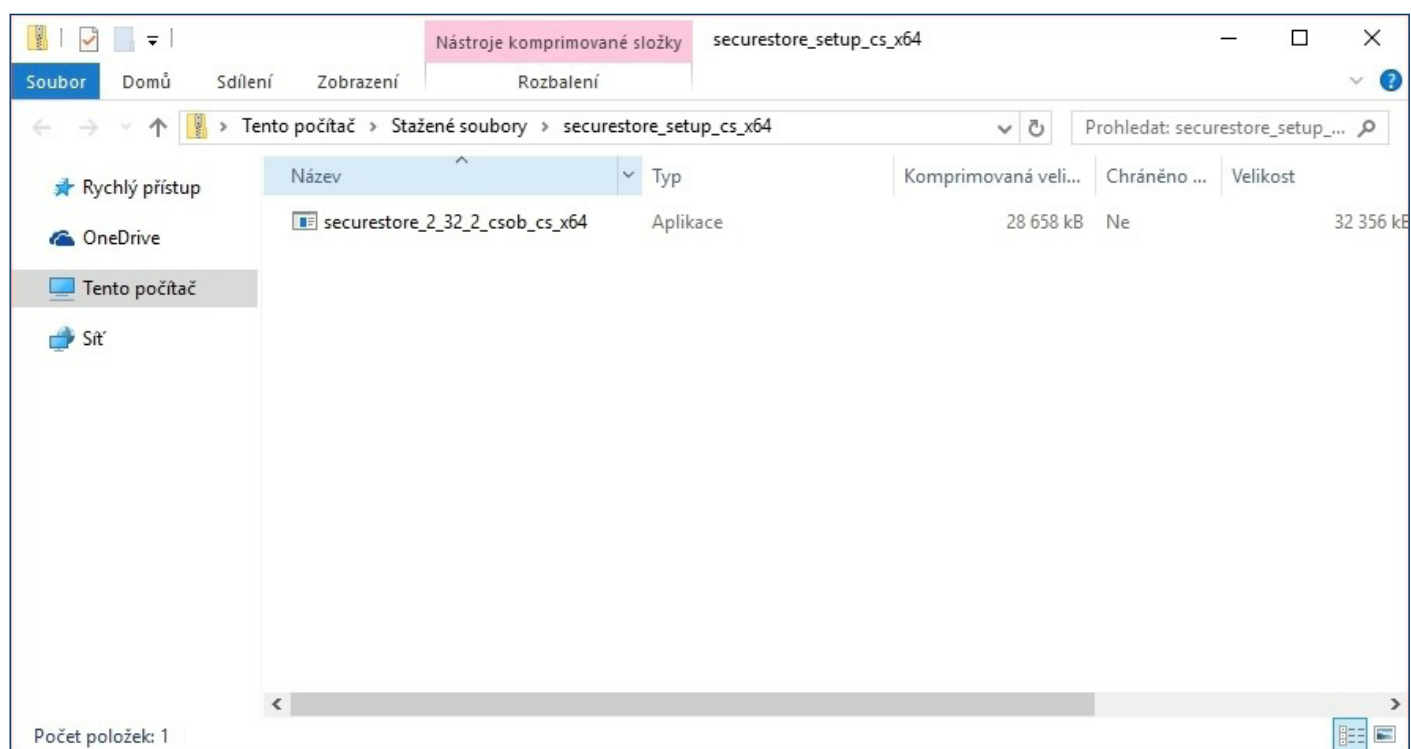 Nástroje komprimované složky securestore_setup_cs_x64
Soubor Domů Sdílení Zobrazení Rozbalení
Tento počítač Stažené soubory securestore_setup_cs_x64 Prohledat: securestore_setup_...
Název Typ Komprimovaná veli... Chráněno ... Velikost
Rychlý přístup
securestore_2_32_2_csob_cs_x64 Aplikace 28 658 kB Ne 32 356 kB
OneDrive
Tento počítač
Síť
Počet položek: 1